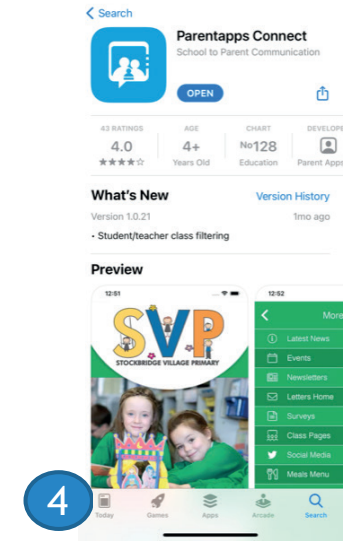 Search
Parentapps Connect
School to Parent Communication
OPEN
43 RATINGS AGE CHART DEVELOPE
4.0 4+ No128
Years Old Education Parent Apps
What's New Version History
Version 1.0.21 1mo ago
• Student/teacher class filtering
Preview
12:51 12:52
SVP
STOCKBRIDGE VILLAGE PRIMARY
More
Latest News
Events
Newsletters
Letters Home
Surveys
Class Pages
Social Media
Meals Menu
4
Today Games Apps Arcade Search